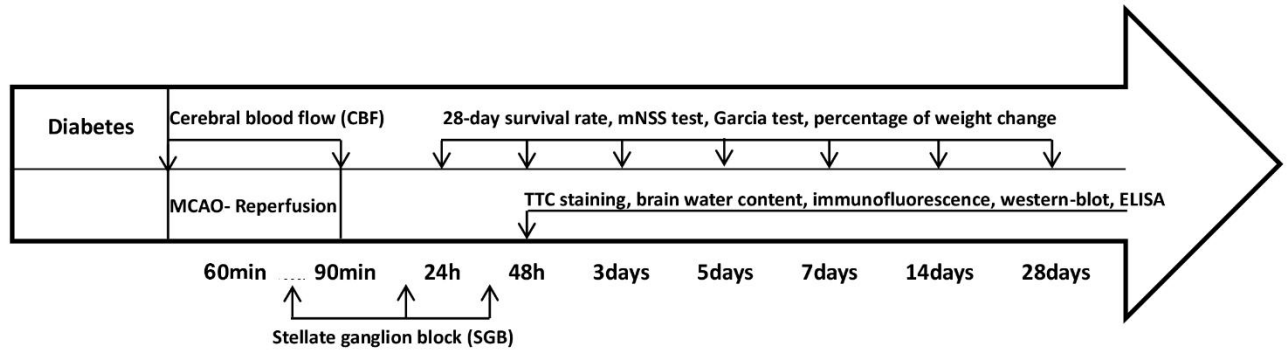 Diabetes
Cerebral blood flow (CBF)
28-day survival rate, mNSS test, Garcia test, percentage of weight change
MCAO- Reperfusion
TTC staining, brain water content, immunofluorescence, western-blot, ELISA
60min ..... 90min 24h 48h 3days 5days 7days 14days 28days
Stellate ganglion block (SGB)